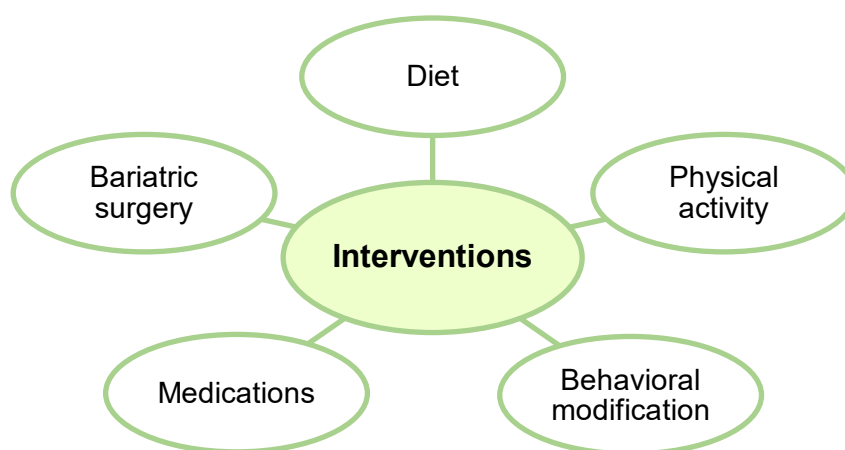 Diet
Bariatric
surgery
Physical
activity
Interventions
Medications
Behavioral
modification